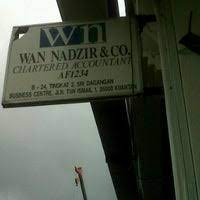 wn
WAN NADZIR & CO.
CHARTERED ACCOUNTANT
AF1234
B - 24, TINGKAT 2, SRI DAGANGAN
BUSINESS CENTRE, JLN TUN ISMAIL 1, 25000 KUANTAN